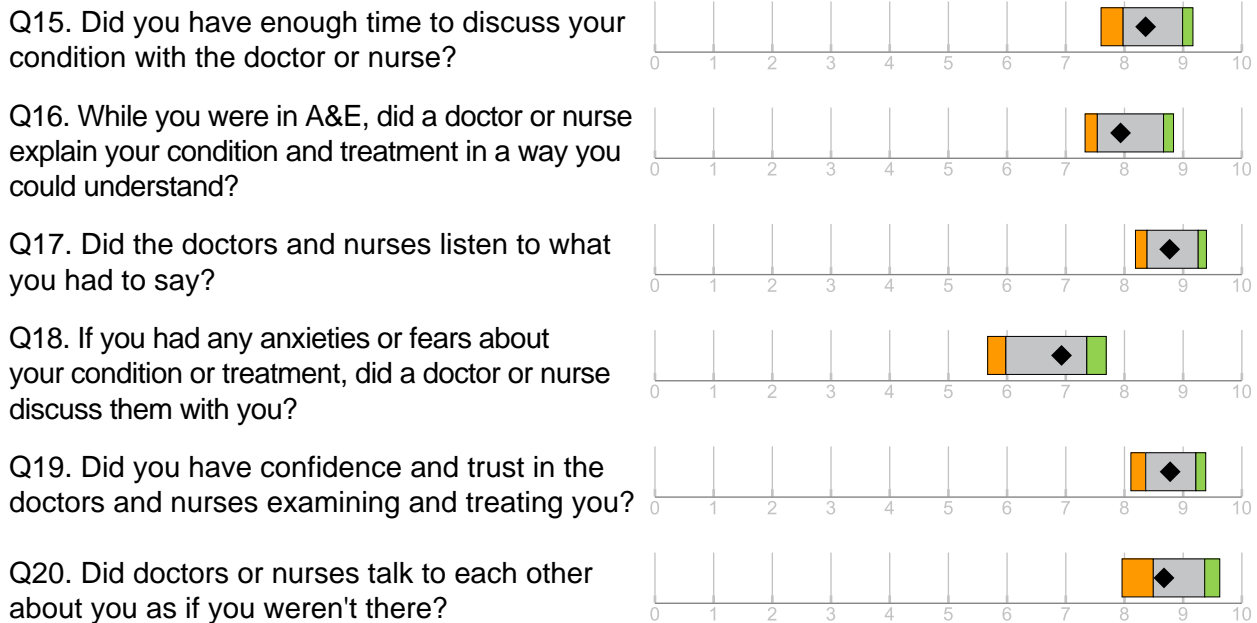 Q15. Did you have enough time to discuss your
condition with the doctor or nurse?
0 1 2 3 4 5 6 7 8 9 10
Q16. While you were in A&E, did a doctor or nurse
explain your condition and treatment in a way you
could understand?
0 1 2 3 4 5 6 7 8 9 10
Q17. Did the doctors and nurses listen to what
you had to say?
0 1 2 3 4 5 6 7 8 9 10
Q18. If you had any anxieties or fears about
your condition or treatment, did a doctor or nurse
discuss them with you?
0 1 2 3 4 5 6 7 8 9 10
Q19. Did you have confidence and trust in the
doctors and nurses examining and treating you?
0 1 2 3 4 5 6 7 8 9 10
Q20. Did doctors or nurses talk to each other
about you as if you weren't there?
0 1 2 3 4 5 6 7 8 9 10